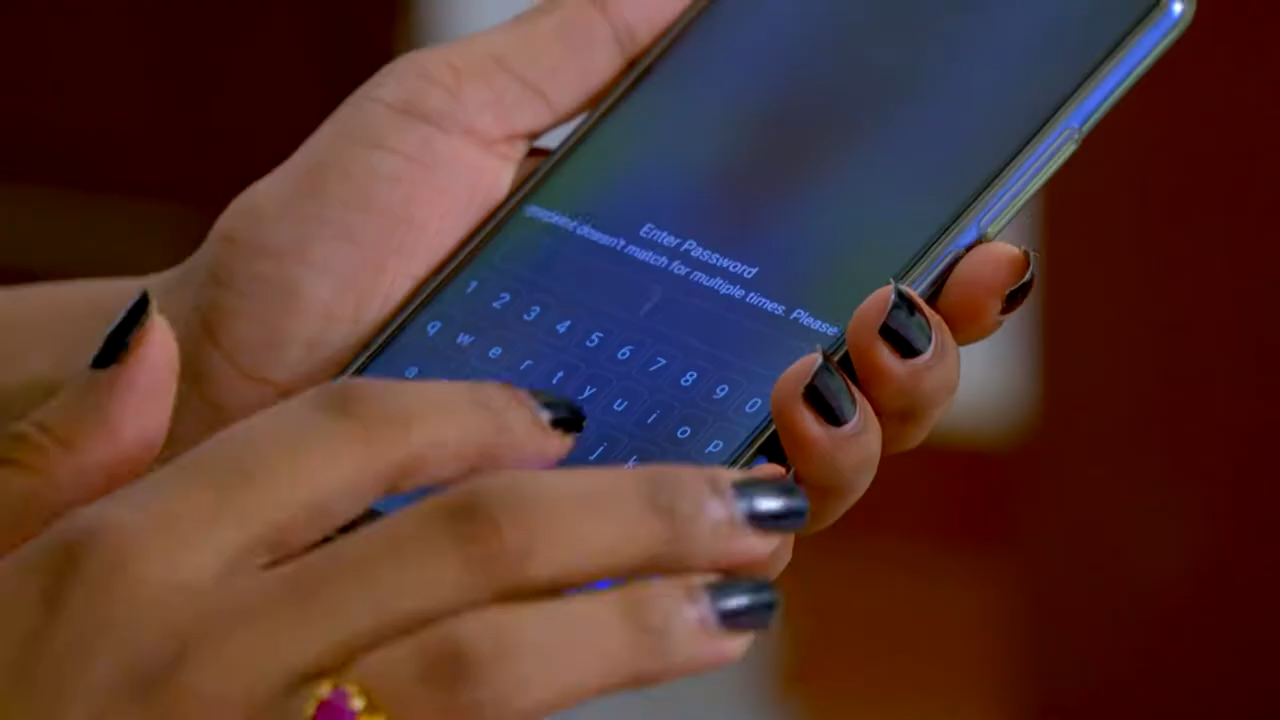 Enter Password
doesn't match for multiple times. Please
1 2 3 4 5 6 7 8 9 0
q w e r t y u i o p
a j k